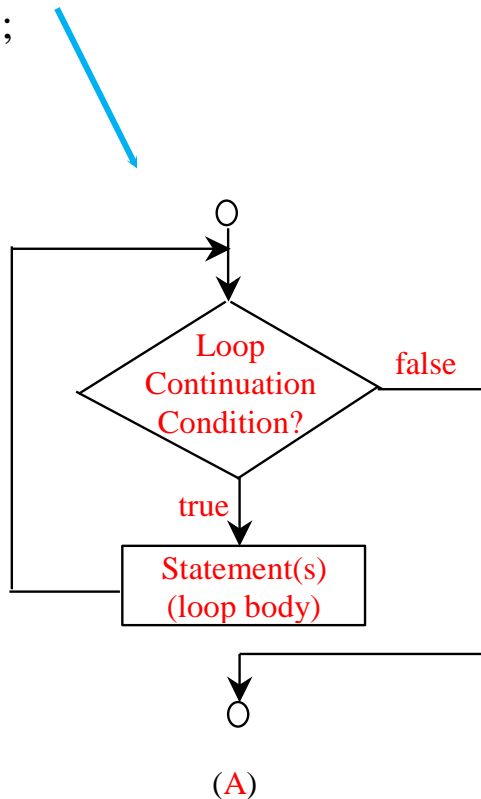 ;
Loop
Continuation
Condition?
false
true
Statement(s)
(loop body)
(A)